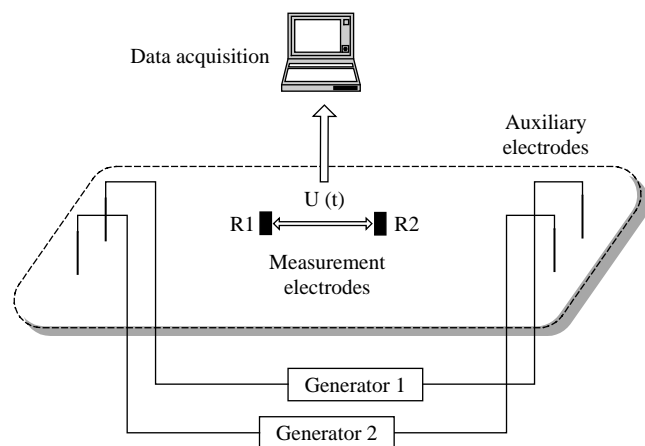 Data acquisition
Auxiliary
electrodes
U (t)
R1
R2
Measurement
electrodes
Generator 1
Generator 2